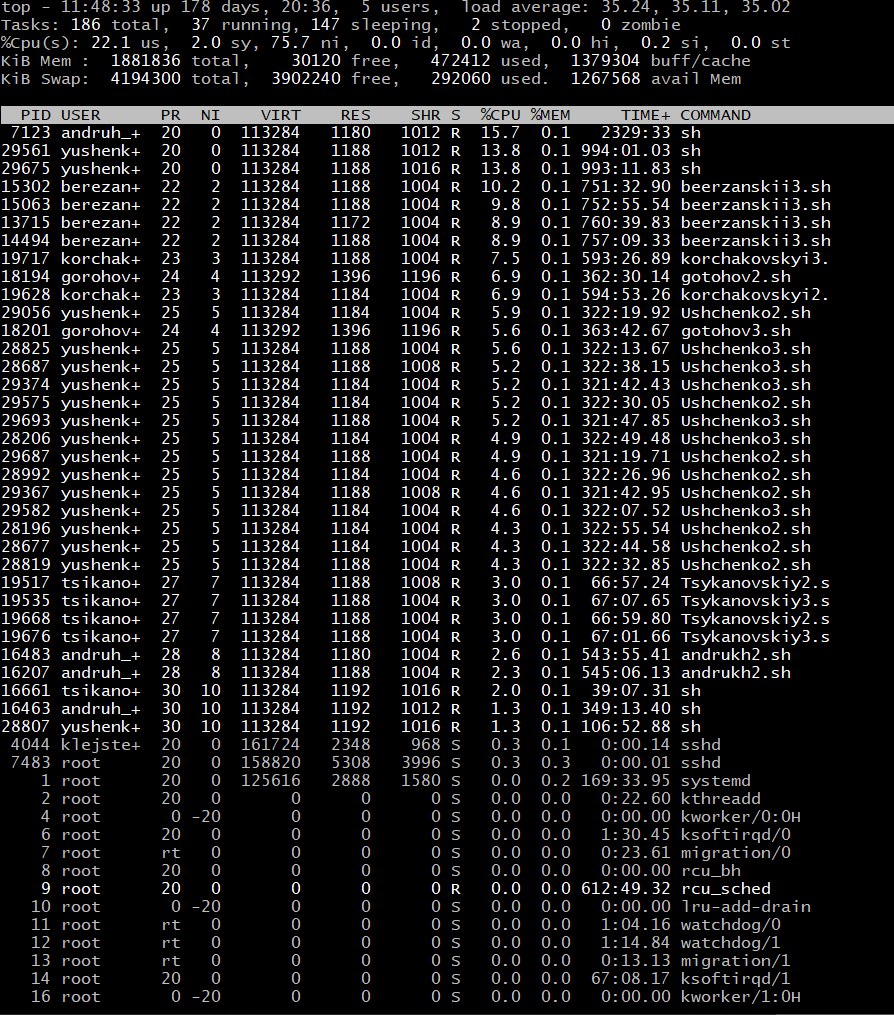 top - 11:48:33 up 178 days, 20:36,  5 users,  load average: 35.24, 35.11, 35.02
Tasks: 186 total,  37 running, 147 sleeping,   2 stopped,   0 zombie
%Cpu(s): 22.1 us,  2.0 sy, 75.7 ni,  0.0 id,  0.0 wa,  0.0 hi,  0.2 si,  0.0 st
KiB Mem :  1881836 total,    30120 free,   472412 used,  1379304 buff/cache
KiB Swap:  4194300 total,  3902240 free,   292060 used.  1267568 avail Mem
PID USER PR NI VIRT RES SHR S %CPU %MEM TIME+ COMMAND
7123 andruh_+ 20 0 113284 1180 1012 R 15.7 0.1 2329:33 sh
29561 yushenk+ 20 0 113284 1188 1012 R 13.8 0.1 994:01.03 sh
29675 yushenk+ 20 0 113284 1188 1016 R 13.8 0.1 993:11.83 sh
15302 berezan+ 22 2 113284 1188 1004 R 10.2 0.1 751:32.90 beerzanskii3.sh
15063 berezan+ 22 2 113284 1188 1004 R 9.8 0.1 752:55.54 beerzanskii3.sh
13715 berezan+ 22 2 113284 1172 1004 R 8.9 0.1 760:39.83 beerzanskii3.sh
14494 berezan+ 22 2 113284 1188 1004 R 8.9 0.1 757:09.33 beerzanskii3.sh
19717 korchak+ 23 3 113284 1188 1004 R 7.5 0.1 593:26.89 korchakovskyi3.
18194 gorohov+ 24 4 113292 1396 1196 R 6.9 0.1 362:30.14 gotohov2.sh
19628 korchak+ 23 3 113284 1184 1004 R 6.9 0.1 594:53.26 korchakovskyi2.
29056 yushenk+ 25 5 113284 1184 1004 R 5.9 0.1 322:19.92 Ushchenko2.sh
18201 gorohov+ 24 4 113292 1396 1196 R 5.6 0.1 363:42.67 gotohov3.sh
28825 yushenk+ 25 5 113284 1188 1004 R 5.6 0.1 322:13.67 Ushchenko3.sh
28687 yushenk+ 25 5 113284 1188 1008 R 5.2 0.1 322:38.15 Ushchenko3.sh
29374 yushenk+ 25 5 113284 1184 1004 R 5.2 0.1 321:42.43 Ushchenko3.sh
29575 yushenk+ 25 5 113284 1184 1004 R 5.2 0.1 322:30.05 Ushchenko2.sh
29693 yushenk+ 25 5 113284 1188 1004 R 5.2 0.1 321:47.85 Ushchenko3.sh
28206 yushenk+ 25 5 113284 1184 1004 R 4.9 0.1 322:49.48 Ushchenko3.sh
29687 yushenk+ 25 5 113284 1188 1004 R 4.9 0.1 321:19.71 Ushchenko2.sh
28992 yushenk+ 25 5 113284 1184 1004 R 4.6 0.1 322:26.96 Ushchenko2.sh
29367 yushenk+ 25 5 113284 1188 1008 R 4.6 0.1 321:42.95 Ushchenko2.sh
29582 yushenk+ 25 5 113284 1184 1004 R 4.6 0.1 322:07.52 Ushchenko3.sh
28196 yushenk+ 25 5 113284 1188 1004 R 4.3 0.1 322:55.54 Ushchenko2.sh
28677 yushenk+ 25 5 113284 1184 1004 R 4.3 0.1 322:44.58 Ushchenko2.sh
28819 yushenk+ 25 5 113284 1188 1004 R 4.3 0.1 322:32.85 Ushchenko2.sh
19517 tsikano+ 27 7 113284 1188 1008 R 3.0 0.1 66:57.24 Tsykanovskiy2.s
19535 tsikano+ 27 7 113284 1188 1004 R 3.0 0.1 67:07.65 Tsykanovskiy3.s
19668 tsikano+ 27 7 113284 1188 1004 R 3.0 0.1 66:59.80 Tsykanovskiy2.s
19676 tsikano+ 27 7 113284 1188 1004 R 3.0 0.1 67:01.66 Tsykanovskiy3.s
16483 andruh_+ 28 8 113284 1180 1004 R 2.6 0.1 543:55.41 andrukh2.sh
16207 andruh_+ 28 8 113284 1188 1004 R 2.3 0.1 545:06.13 andrukh2.sh
16661 tsikano+ 30 10 113284 1192 1016 R 2.0 0.1 39:07.31 sh
16463 andruh_+ 30 10 113284 1192 1012 R 1.3 0.1 349:13.40 sh
28807 yushenk+ 30 10 113284 1192 1016 R 1.3 0.1 106:52.88 sh
4044 klejste+ 20 0 161724 2348 968 S 0.3 0.1 0:00.14 sshd
7483 root 20 0 158820 5308 3996 S 0.3 0.3 0:00.01 sshd
1 root 20 0 125616 2888 1580 S 0.0 0.2 169:33.95 systemd
2 root 20 0 0 0 0 S 0.0 0.0 0:22.60 kthreadd
4 root 0 -20 0 0 0 S 0.0 0.0 0:00.00 kworker/0:0H
6 root 20 0 0 0 0 S 0.0 0.0 1:30.45 ksoftirqd/0
7 root rt 0 0 0 0 S 0.0 0.0 0:23.61 migration/0
8 root 20 0 0 0 0 S 0.0 0.0 0:00.00 rcu_bh
9 root 20 0 0 0 0 R 0.0 0.0 612:49.32 rcu_sched
10 root 0 -20 0 0 0 S 0.0 0.0 0:00.00 lru-add-drain
11 root rt 0 0 0 0 S 0.0 0.0 1:04.16 watchdog/0
12 root rt 0 0 0 0 S 0.0 0.0 1:14.84 watchdog/1
13 root rt 0 0 0 0 S 0.0 0.0 0:13.13 migration/1
14 root 20 0 0 0 0 S 0.0 0.0 67:08.17 ksoftirqd/1
16 root 0 -20 0 0 0 S 0.0 0.0 0:00.00 kworker/1:0H